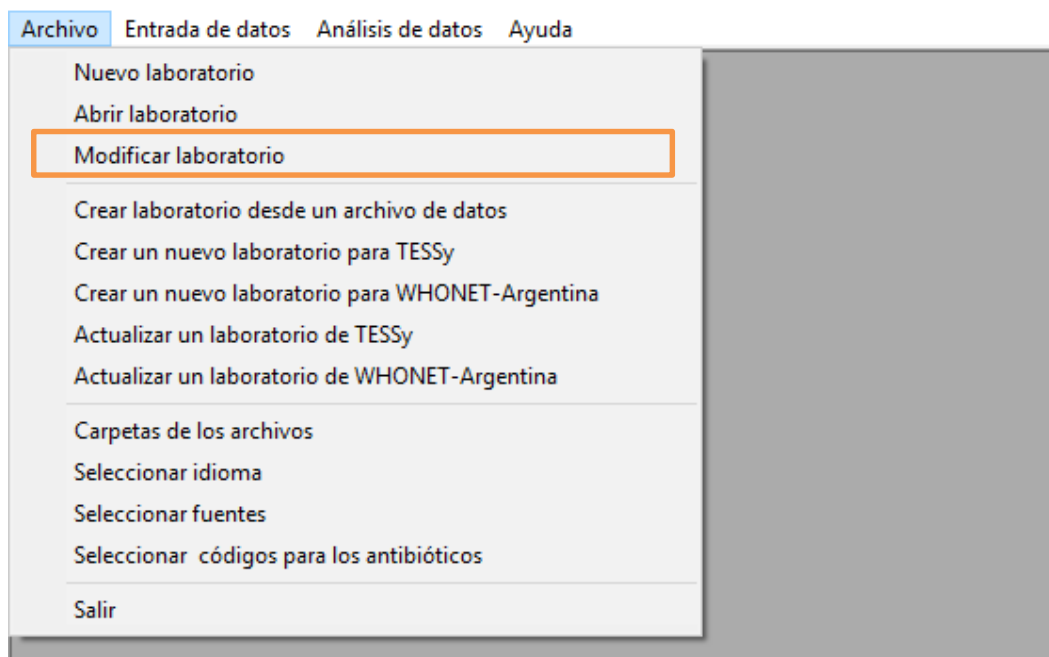 Archivo Entrada de datos Análisis de datos Ayuda
Nuevo laboratorio
Abrir laboratorio
Modificar laboratorio
Crear laboratorio desde un archivo de datos
Crear un nuevo laboratorio para TESSy
Crear un nuevo laboratorio para WHONET-Argentina
Actualizar un laboratorio de TESSy
Actualizar un laboratorio de WHONET-Argentina
Carpetas de los archivos
Seleccionar idioma
Seleccionar fuentes
Seleccionar códigos para los antibióticos
Salir